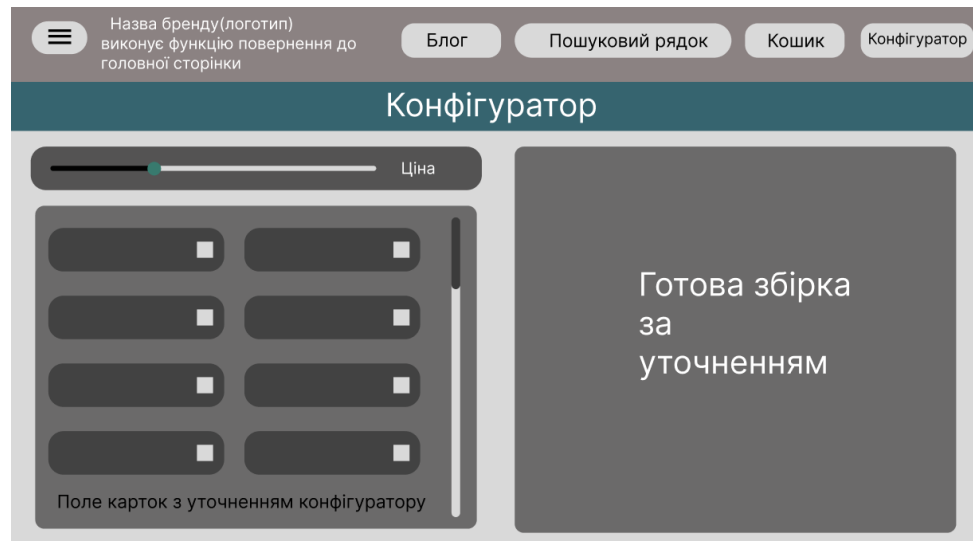 Назва бренду(логотип)
виконує функцію повернення до
головної сторінки
Блог
Пошуковий рядок
Кошик
Конфігуратор
Конфігуратор
Ціна
Поле карток з уточненням конфігуратору
Готова збірка
за
уточненням